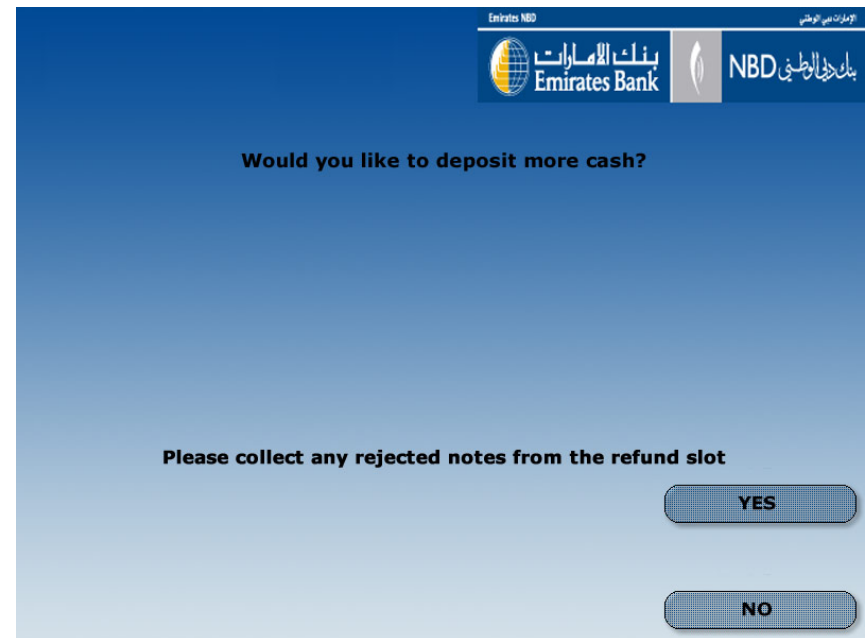 Emirates NBD
الإمارات دبي الوطني
بنك الامارات
Emirates Bank
NBD بنك دبي الوطني
Would you like to deposit more cash?
Please collect any rejected notes from the refund slot
YES
NO